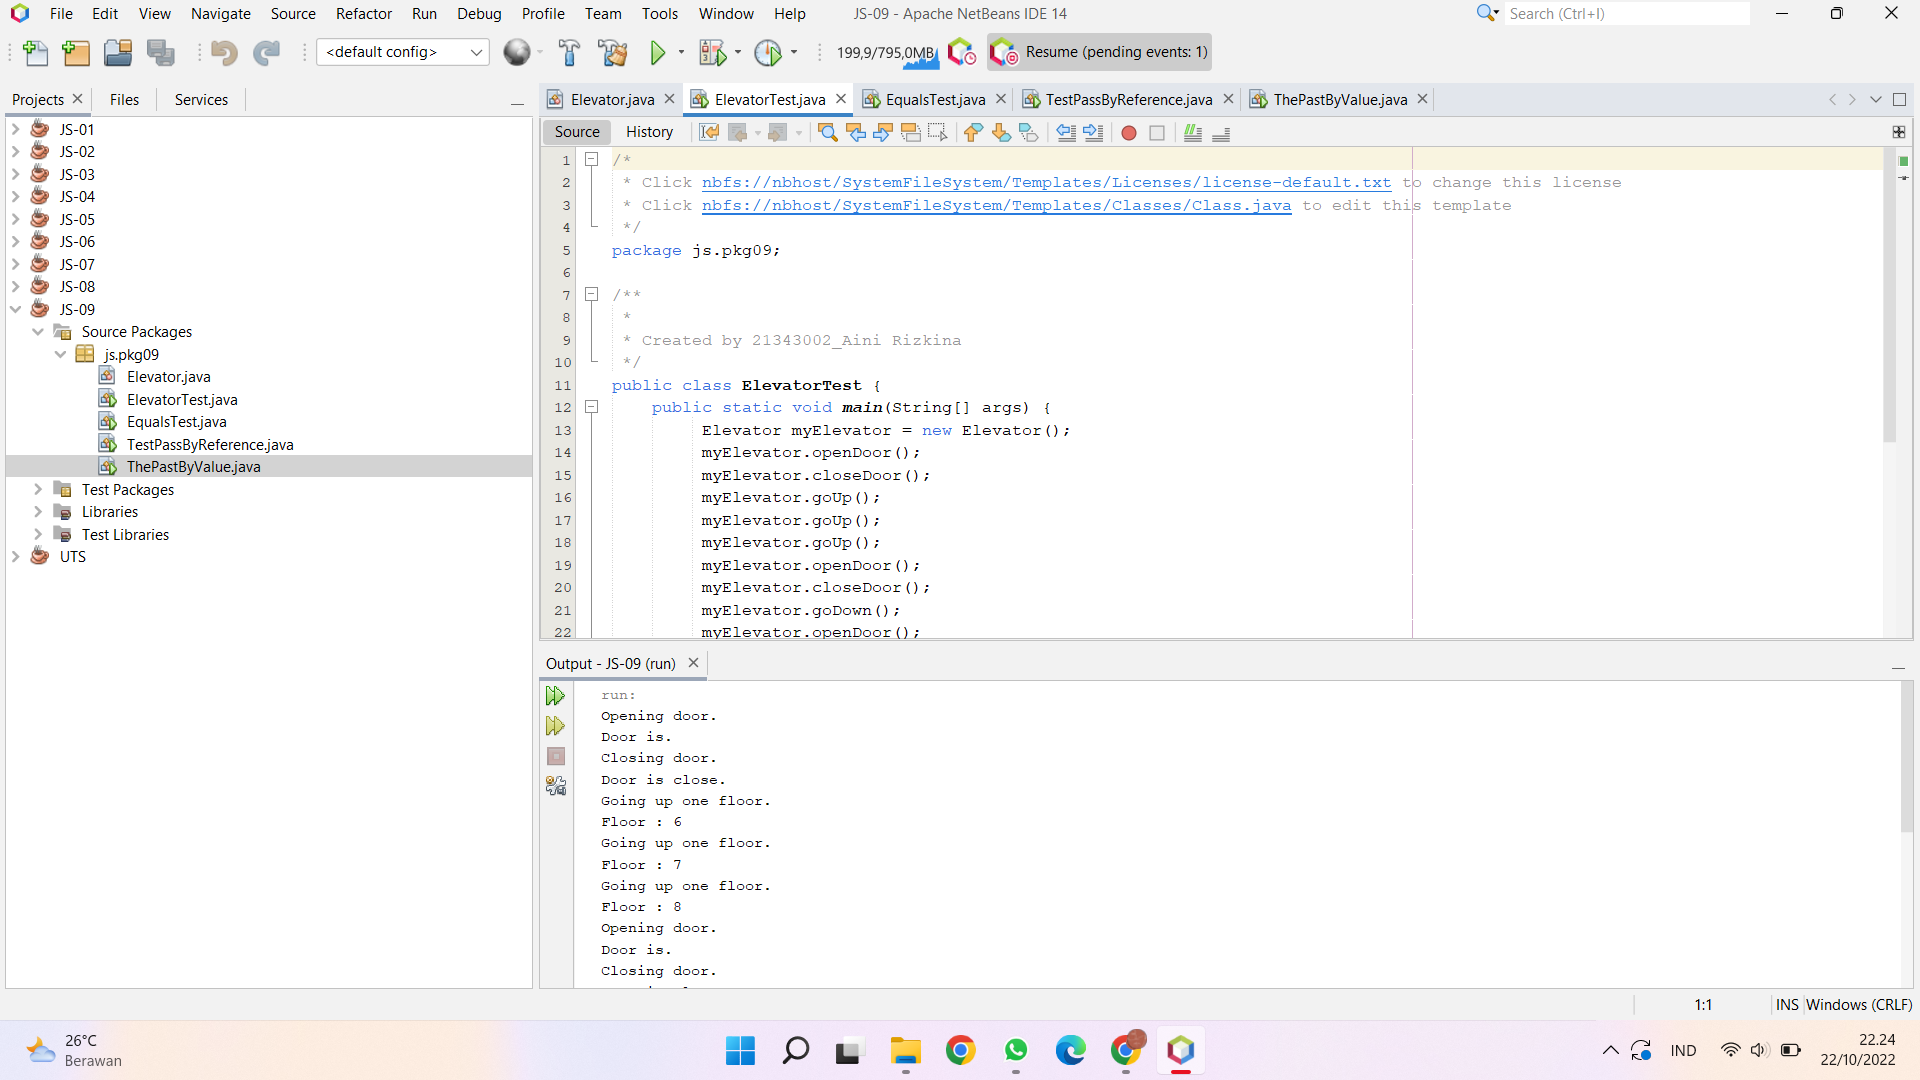 File Edit View Navigate Source Refactor Run Debug Profile Team Tools Window Help JS-09 - Apache NetBeans IDE 14 Search (Ctrl+I)
<default config> 199,9/795,0MB Resume (pending events: 1)
Projects Files Services
JS-01
JS-02
JS-03
JS-04
JS-05
JS-06
JS-07
JS-08
JS-09
Source Packages
js.pkg09
Elevator.java
ElevatorTest.java
EqualsTest.java
TestPassByReference.java
ThePastByValue.java
Test Packages
Libraries
Test Libraries
UTS
Elevator.java ElevatorTest.java EqualsTest.java TestPassByReference.java ThePastByValue.java
Source History
1 /*
2 * Click nbfs://nbhost/SystemFileSystem/Templates/Licenses/license-default.txt to change this license
3 * Click nbfs://nbhost/SystemFileSystem/Templates/Classes/Class.java to edit this template
4 */
5 package js.pkg09;
6
7 /**
8 *
9 * Created by 21343002_Aini Rizkina
10 */
11 public class ElevatorTest {
12 public static void main(String[] args) {
13 Elevator myElevator = new Elevator();
14 myElevator.openDoor();
15 myElevator.closeDoor();
16 myElevator.goUp();
17 myElevator.goUp();
18 myElevator.goUp();
19 myElevator.openDoor();
20 myElevator.closeDoor();
21 myElevator.goDown();
22 myElevator.openDoor();
Output - JS-09 (run)
run:
Opening door.
Door is.
Closing door.
Door is close.
Going up one floor.
Floor : 6
Going up one floor.
Floor : 7
Going up one floor.
Floor : 8
Opening door.
Door is.
Closing door.
1:1 INS Windows (CRLF)
26°C
Berawan
IND
22.24
22/10/2022